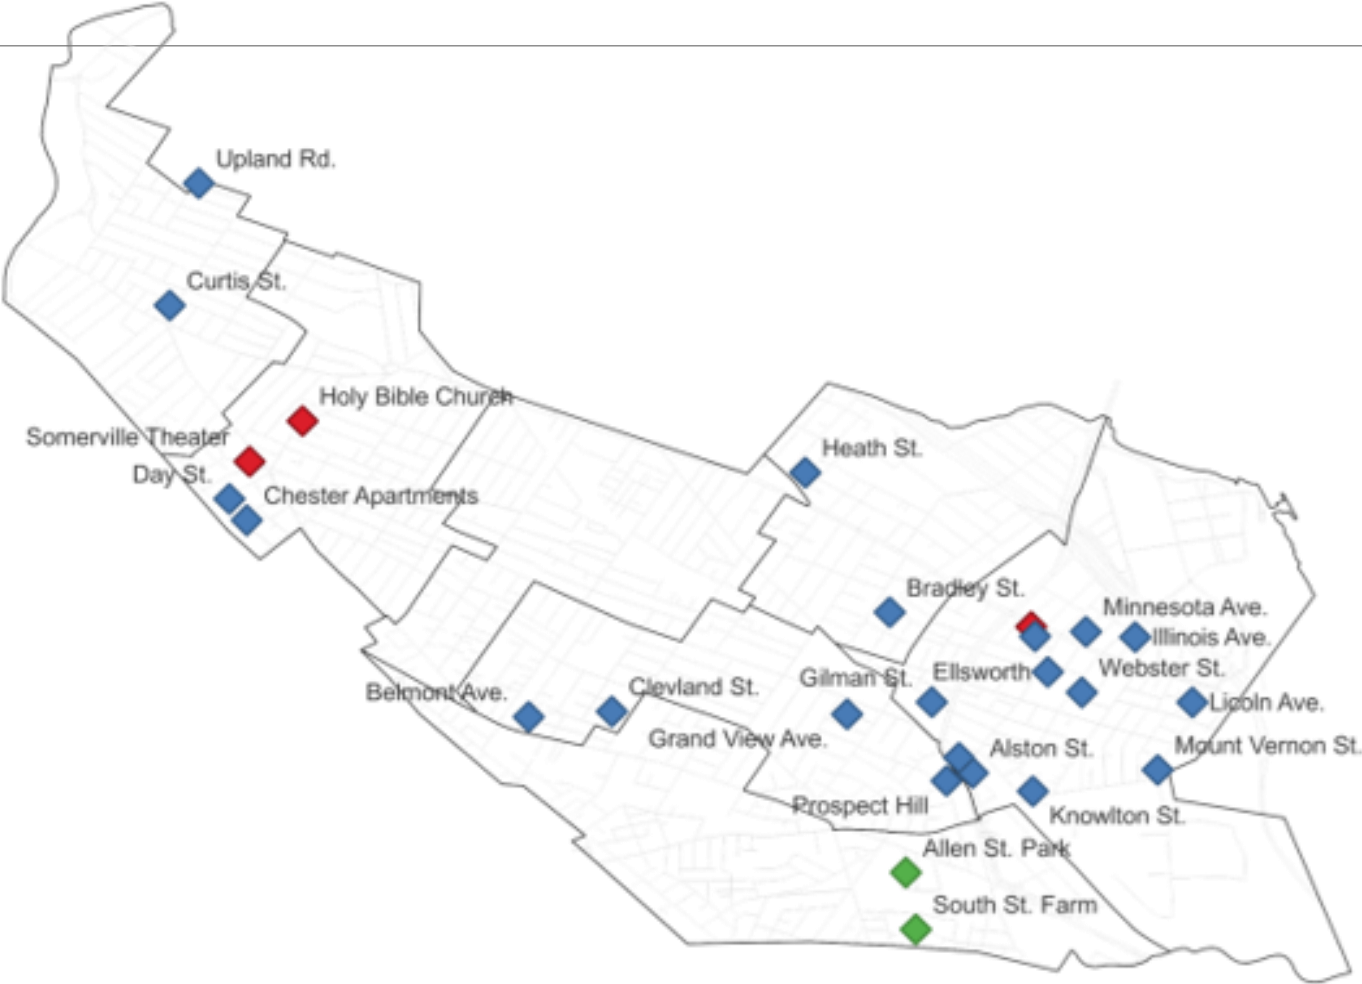 Upland Rd.
Curtis St.
Holy Bible Church
Somerville Theater
Day St.
Chester Apartments
Heath St.
Bradley St.
Minnesota Ave.
Illinois Ave.
Ellsworth
Webster St.
Gilman St.
Belmont Ave.
Clevland St.
Licoln Ave.
Grand View Ave.
Alston St.
Mount Vernon St.
Prospect Hill
Knowlton St.
Allen St. Park
South St. Farm